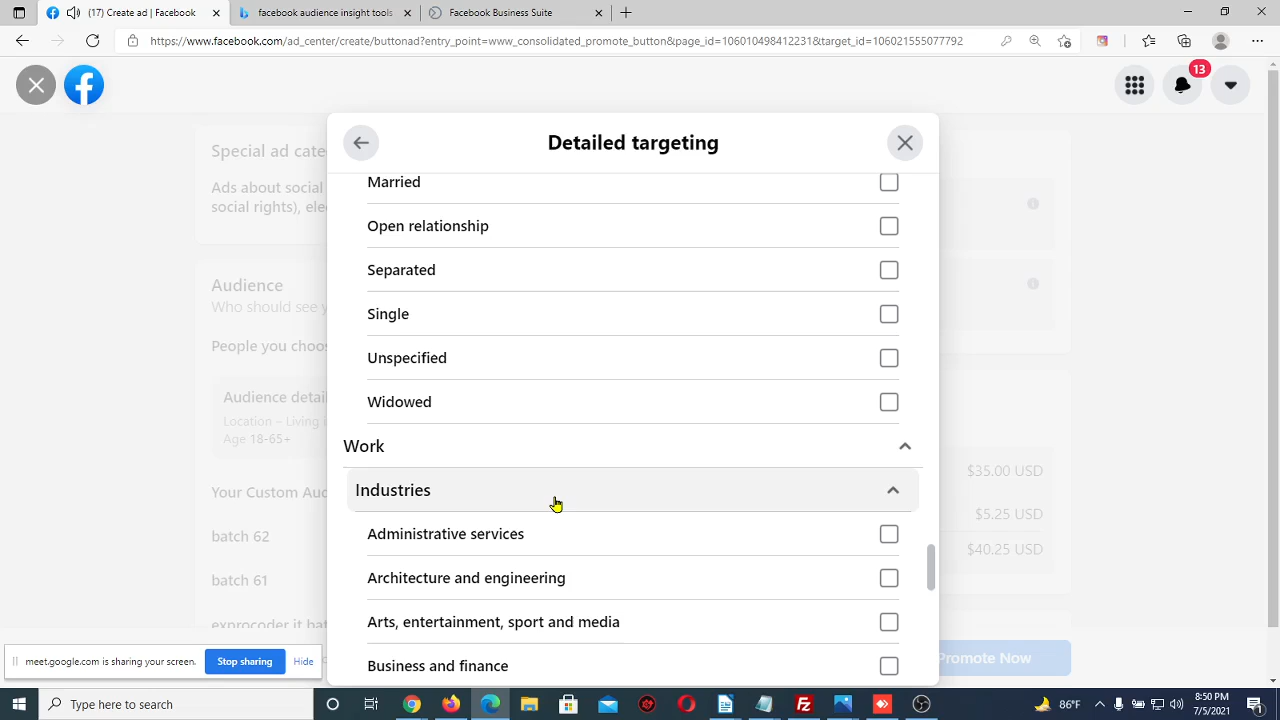 (17) Create ad | Facebook
facebook icon
Facebook Business Suite
https://www.facebook.com/ad_center/create/buttonad?entry_point=www_consolidated_promote_button&page_id=106010498412231&target_id=106021555077792
13
Special ad cate
Ads about social
social rights), ele
Audience
Who should see y
People you choos
Audience detail
Location – Living i
Age 18-65+
Your Custom Aud
batch 62
batch 61
exprocoder it bat
Detailed targeting
Married
Open relationship
Separated
Single
Unspecified
Widowed
Work
Industries
Administrative services
Architecture and engineering
Arts, entertainment, sport and media
Business and finance
$35.00 USD
$5.25 USD
$40.25 USD
Promote Now
meet.google.com is sharing your screen.
Stop sharing
Hide
Type here to search
86°F
8:50 PM
7/5/2021